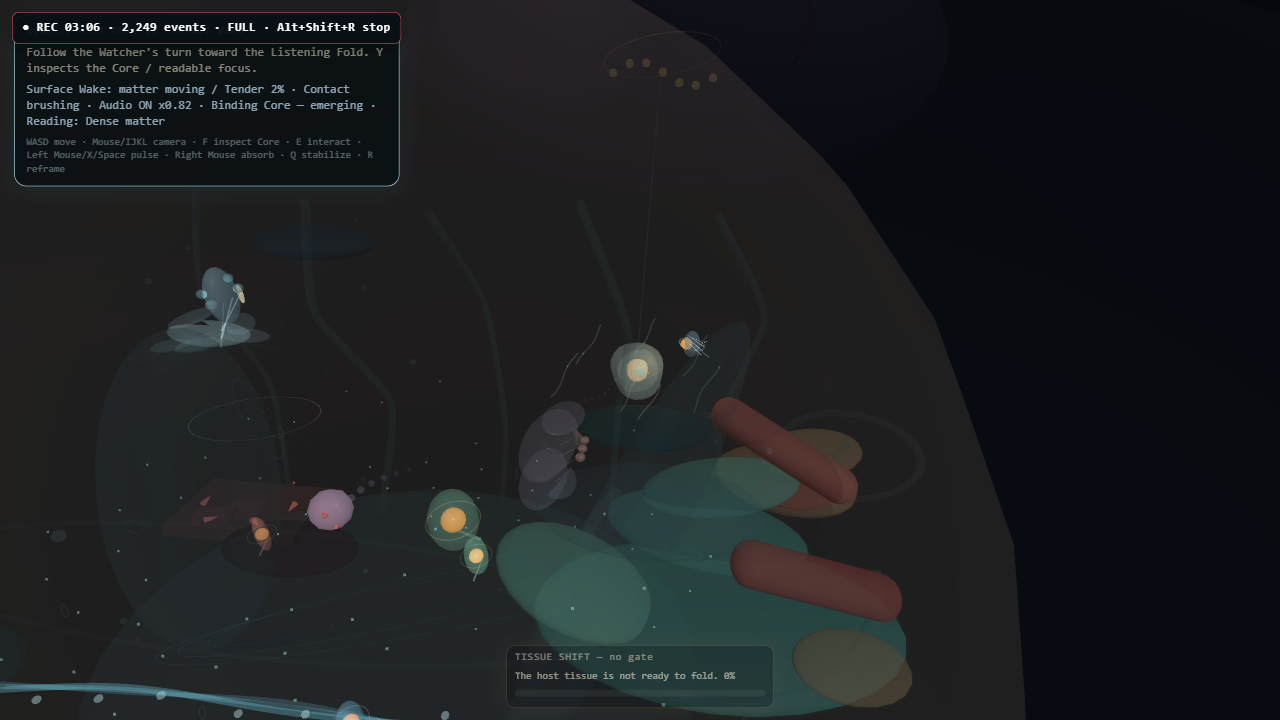 ● REC 03:06 · 2,249 events · FULL · Alt+Shift+R stop
Follow the Watcher's turn toward the Listening Fold. Y
inspects the Core / readable focus.
Surface Wake: matter moving / Tender 2% · Contact
brushing · Audio ON x0.82 · Binding Core — emerging ·
Reading: Dense matter
WASD move · Mouse/IJKL camera · F inspect Core · E interact ·
Left Mouse/X/Space pulse · Right Mouse absorb · Q stabilize · R
reframe
TISSUE SHIFT — no gate
The host tissue is not ready to fold. 0%